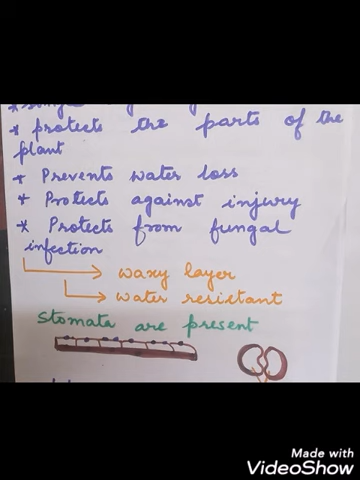 * protects the parts of the
plant
* Prevents water loss
* Protects against injury
* Protects from fungal
infection
→ waxy layer
→ water resistant
Stomata are present
Made with
VideoShow